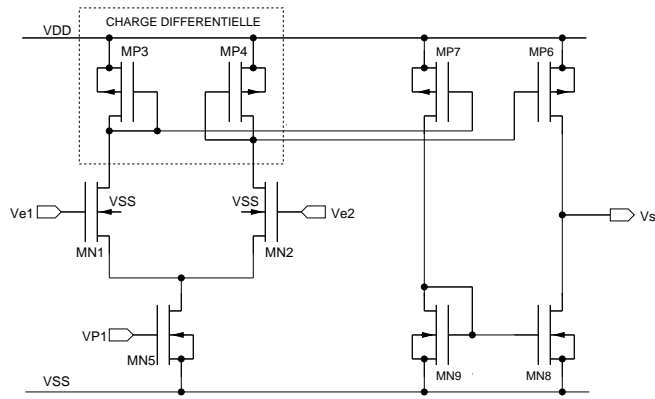 CHARGE DIFFERENTIELLE
VDD
MP3
MP4
MP7
MP6
Ve1
VSS
VSS
Ve2
Vs
MN1
MN2
VP1
MN5
MN9
MN8
VSS